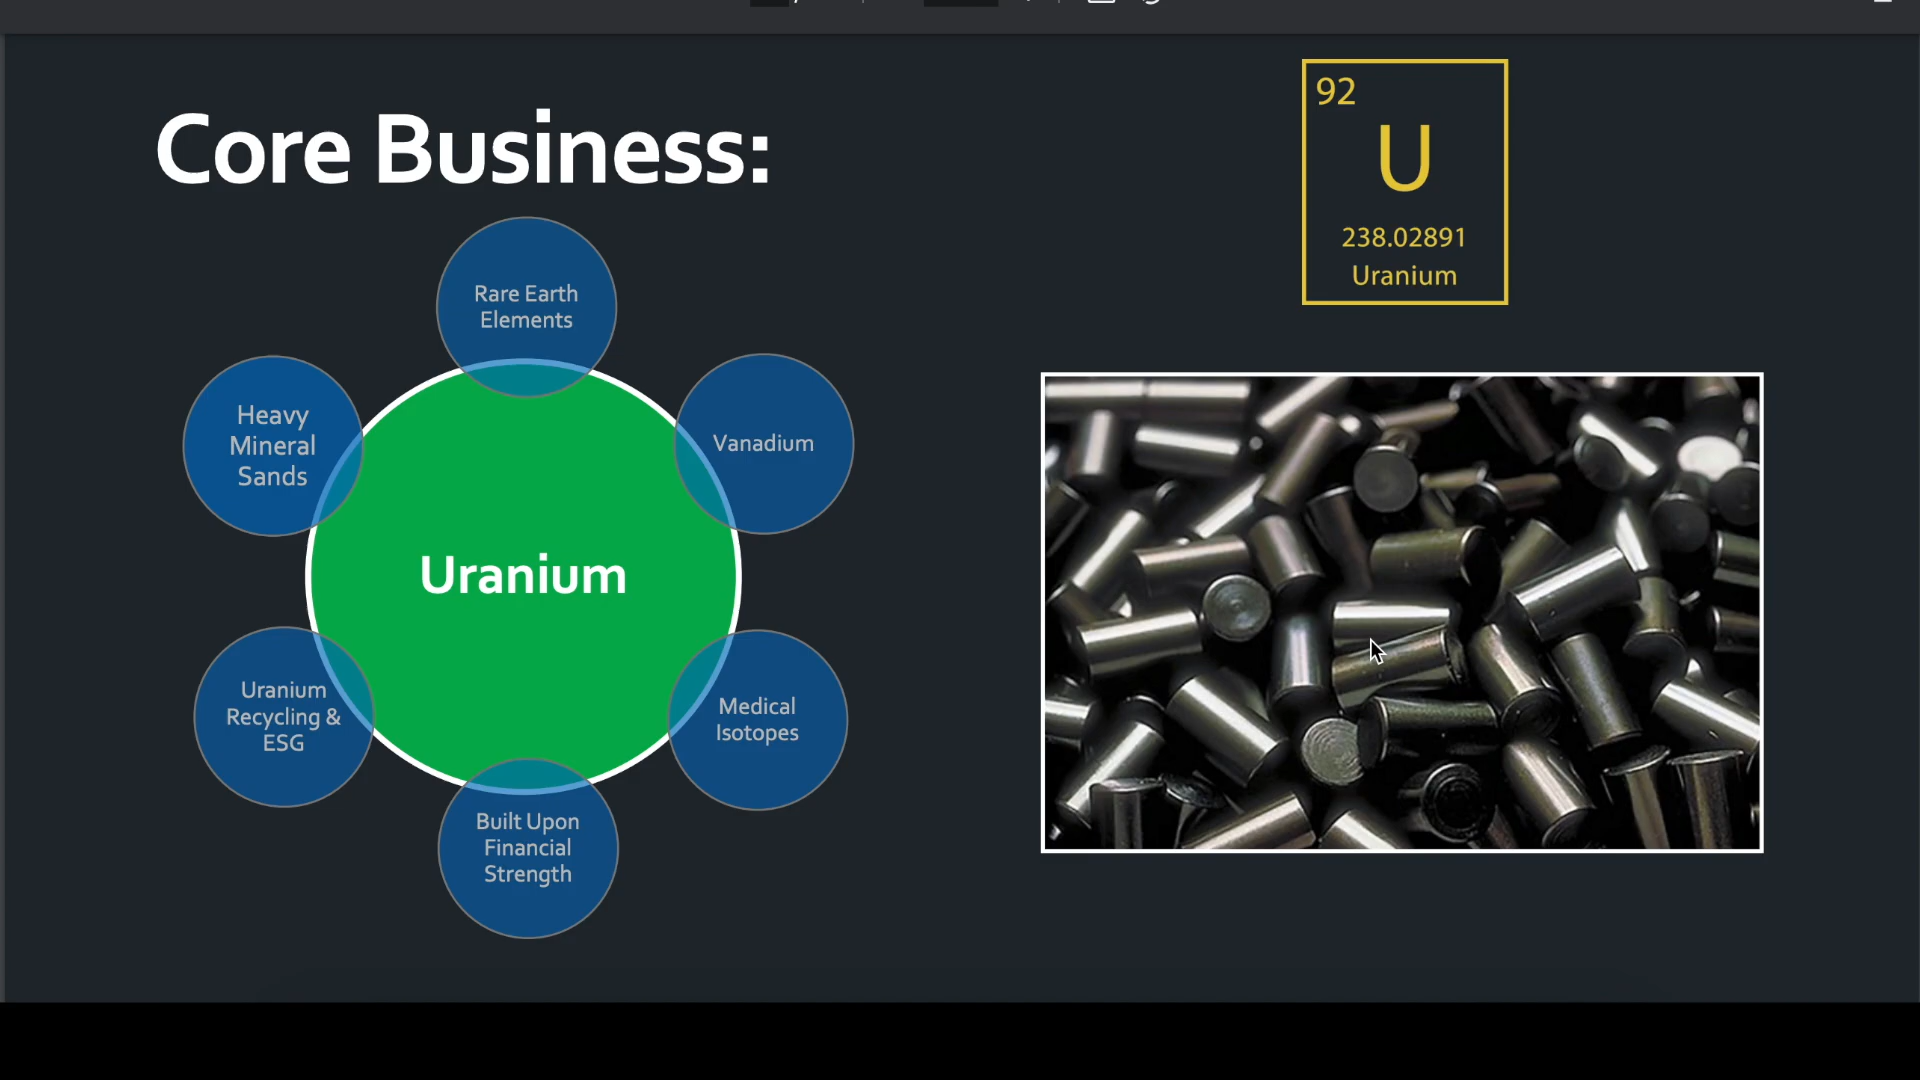 Core Business:
92
U
238.02891
Uranium
Rare Earth
Elements
Vanadium
Medical
Isotopes
Built Upon
Financial
Strength
Uranium
Recycling &
ESG
Heavy
Mineral
Sands
Uranium